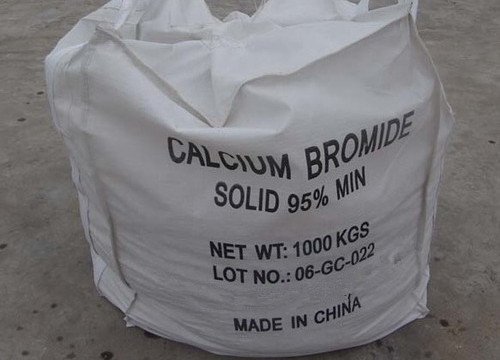 CALCIUM BROMIDE
SOLID 95% MIN
NET WT: 1000 KGS
LOT NO.: 06-GC-022
MADE IN CHINA